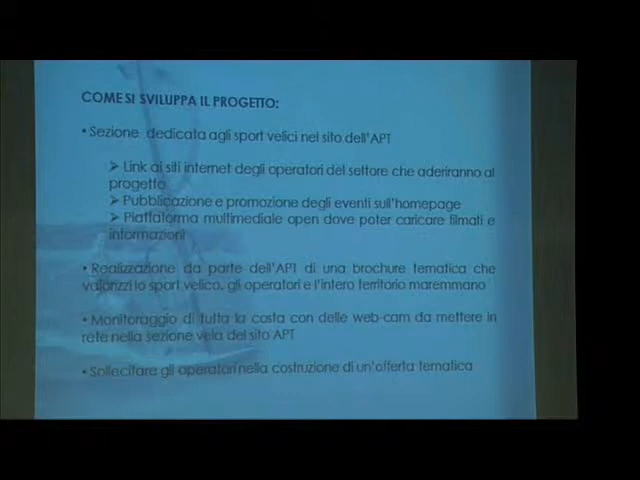 COME SI SVILUPPA IL PROGETTO:
• Sezione dedicata agli sport velici nel sito dell'APT
➢ Link ai siti internet degli operatori del settore che aderiranno al
progetto
➢ Pubblicazione e promozione degli eventi sull'homepage
➢ Piattaforma multimediale open dove poter caricare filmati e
informazioni
• Realizzazione da parte dell'APT di una brochure tematica che
valorizzi lo sport velico, gli operatori e l'intero territorio maremmano
• Monitoraggio di tutta la costa con delle web-cam da mettere in
rete nella sezione vela del sito APT
• Sollecitare gli operatori nella costruzione di un'offerta tematica